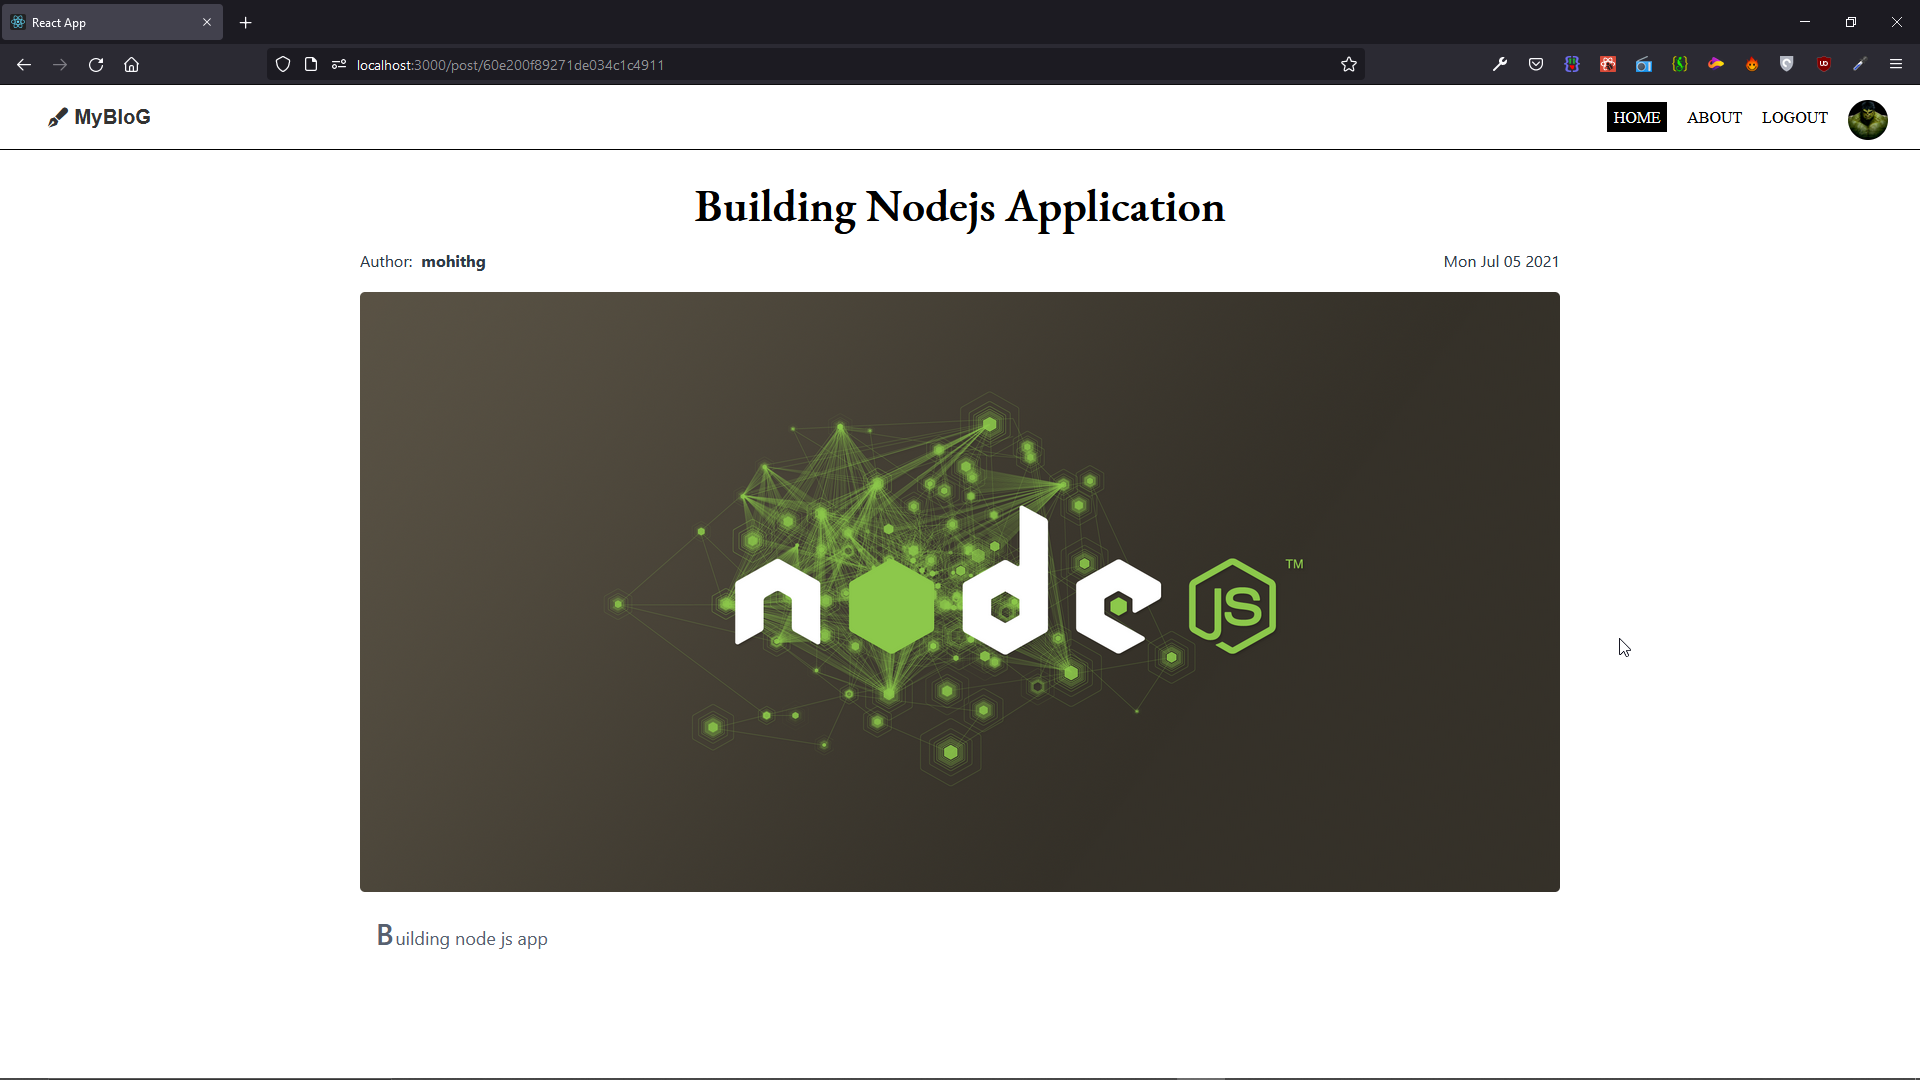 React App
localhost:3000/post/60e200f89271de034c1c4911
MyBloG
HOME ABOUT LOGOUT
Building Nodejs Application
Author: mohithg
Mon Jul 05 2021
node JS TM
Building node js app